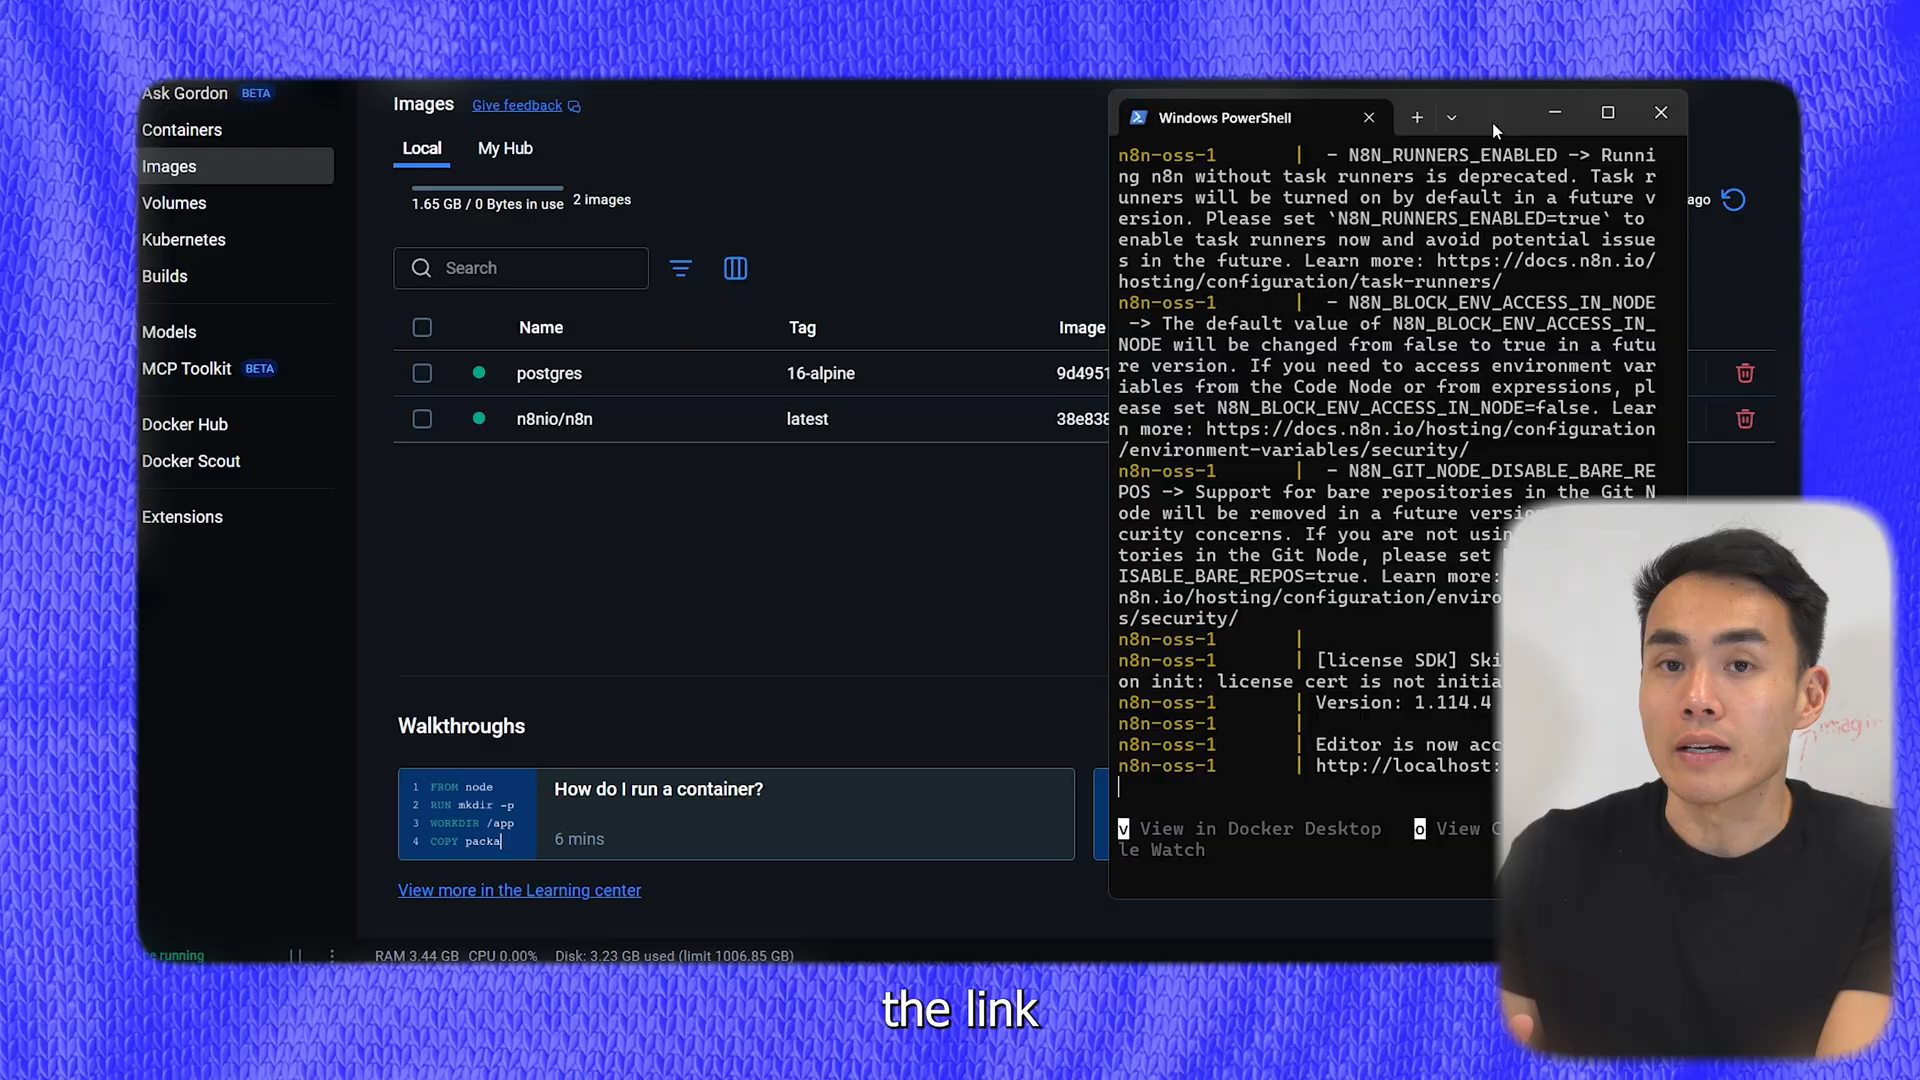 Ask Gordon BETA
Containers
Images
Volumes
Kubernetes
Builds
Models
MCP Toolkit BETA
Docker Hub
Docker Scout
Extensions
Images Give feedback
Local My Hub
1.65 GB / 0 Bytes in use 2 images
ago
Search
Name Tag Image
postgres 16-alpine 9d4951
n8nio/n8n latest 38e838
Walkthroughs
1 FROM node
2 RUN mkdir -p
3 WORKDIR /app
4 COPY packa
How do I run a container?
6 mins
View more in the Learning center
running
RAM 3.44 GB CPU 0.00% Disk: 3.23 GB used (limit 1006.85 GB)
Windows PowerShell
n8n-oss-1 | - N8N_RUNNERS_ENABLED -> Runni
ng n8n without task runners is deprecated. Task r
unners will be turned on by default in a future v
ersion. Please set `N8N_RUNNERS_ENABLED=true` to
enable task runners now and avoid potential issue
s in the future. Learn more: https://docs.n8n.io/
hosting/configuration/task-runners/
n8n-oss-1 | - N8N_BLOCK_ENV_ACCESS_IN_NODE
-> The default value of N8N_BLOCK_ENV_ACCESS_IN_
NODE will be changed from false to true in a futu
re version. If you need to access environment var
iables from the Code Node or from expressions, pl
ease set N8N_BLOCK_ENV_ACCESS_IN_NODE=false. Lear
n more: https://docs.n8n.io/hosting/configuration
/environment-variables/security/
n8n-oss-1 | - N8N_GIT_NODE_DISABLE_BARE_RE
POS -> Support for bare repositories in the Git N
ode will be removed in a future versi
curity concerns. If you are not usin
tories in the Git Node, please set
ISABLE_BARE_REPOS=true. Learn more:
n8n.io/hosting/configuration/enviro
s/security/
n8n-oss-1 |
n8n-oss-1 | [license SDK] Ski
on init: license cert is not initia
n8n-oss-1 | Version: 1.114.4
n8n-oss-1 |
n8n-oss-1 | Editor is now acc
n8n-oss-1 | http://localhost:
v View in Docker Desktop o View
le Watch
the link